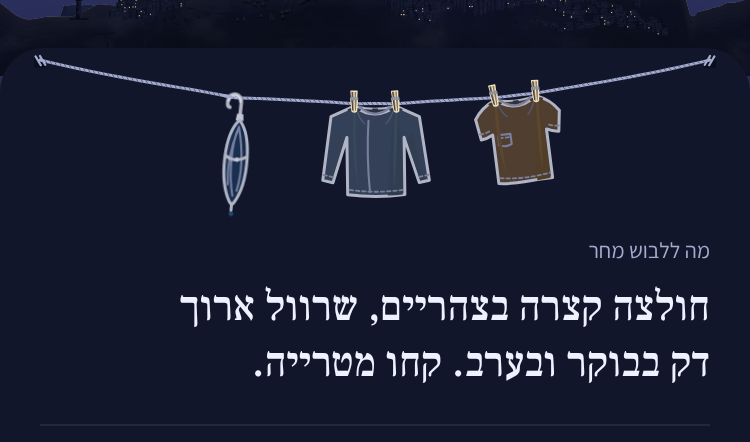 מה ללבוש מחר
חולצה קצרה בצהריים, שרוול ארוך
דק בבוקר ובערב. קחו מטרייה.